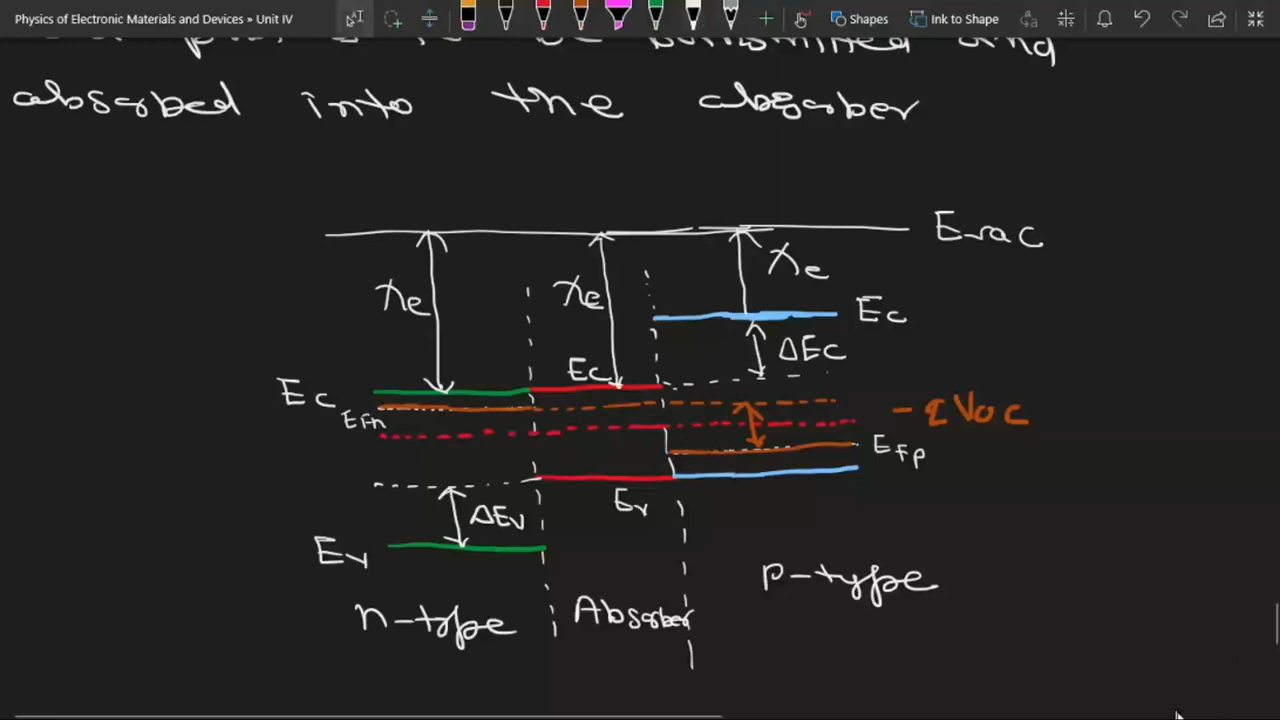 Physics of Electronic Materials and Devices » Unit IV
Shapes
Ink to Shape
and
absorbed into the absorber
Evac
χe
χe
χe
Ec
ΔEc
Ec
Ec
EFn
- qVoc
EFp
ΔEv
Ev
Ev
n-type
Absorber
p-type